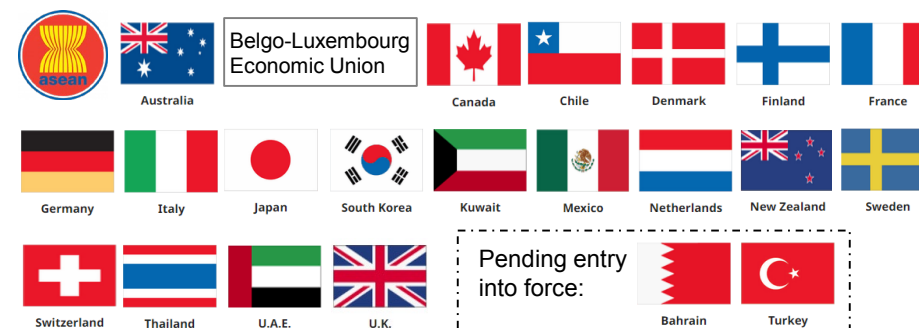 asean
Belgo-Luxembourg
Economic Union
Australia
Canada
Chile
Denmark
Finland
France
Germany
Italy
Japan
South Korea
Kuwait
Mexico
Netherlands
New Zealand
Sweden
Switzerland
Thailand
U.A.E.
U.K.
Pending entry
into force:
Bahrain
Turkey